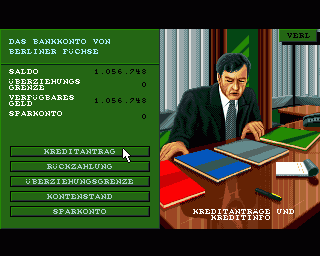 VERL
DAS BANKKONTO VON
BERLINER FÜCHSE
SALDO 1.056.748
ÜBERZIEHUNGS 0
GRENZE
VERFÜGBARES 1.056.748
GELD
SPARKONTO 0
KREDITANTRAG
RÜCKZAHLUNG
ÜBERZIEHUNGSGRENZE
KONTENSTAND
SPARKONTO
KREDITANTRÄGE UND
KREDITINFO